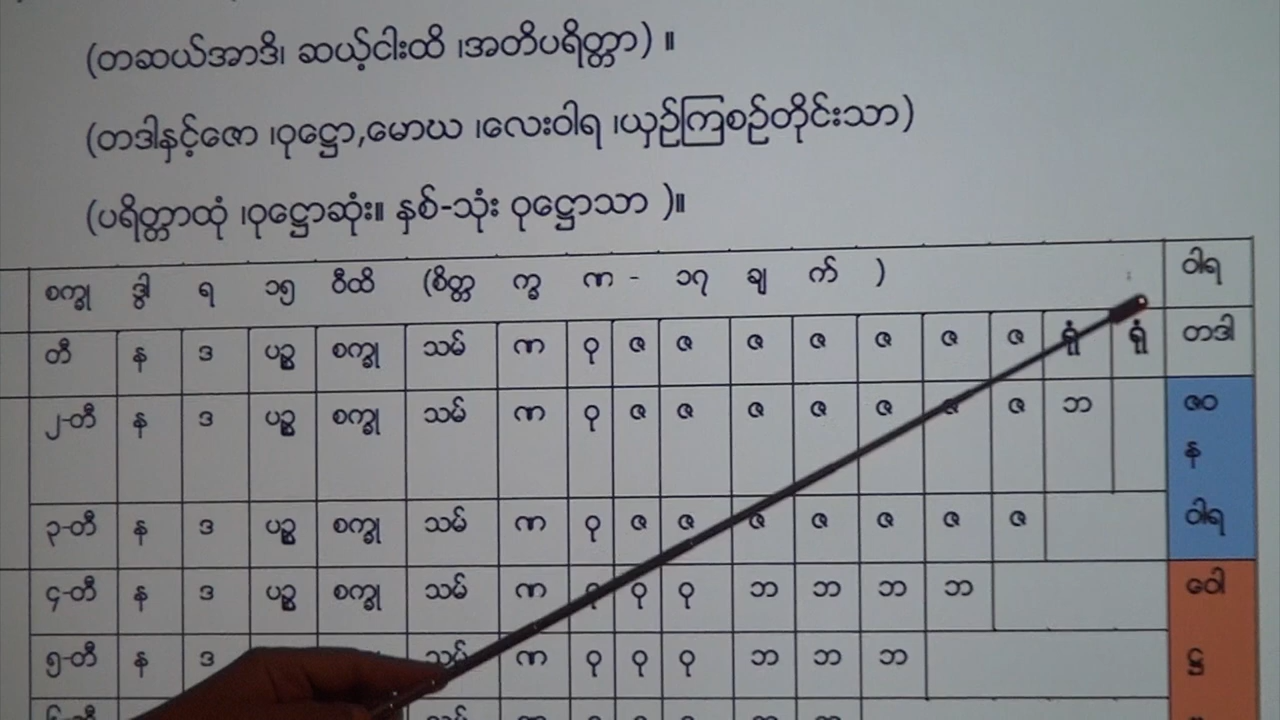 (တဆယ်အာဒိ၊ ဆယ့်ငါးထိ ၊အတိပရိတ္တာ) ။
(တဒါနှင့်ဇော ၊ဝုဋ္ဌော,မောဃ ၊လေးဝါရ ၊ယှဉ်ကြစဉ်တိုင်းသာ)
(ပရိတ္တာထုံ ၊ဝုဋ္ဌောဆုံး။ နှစ်-သုံး ဝုဋ္ဌောသာ )။
စက္ခု ဒွါ ရ ၁၅ ဝီထိ (စိတ္တ က္ခ ဏ - ၁၇ ချ က် ) ဝါရ
တီ န ဒ ပဉ္စ စက္ခု သမ် ဏ ဝု ဇ ဇ ဇ ဇ ဇ ဇ ဇ ရုံ ရုံ တဒါ
၂-တီ န ဒ ပဉ္စ စက္ခု သမ် ဏ ဝု ဇ ဇ ဇ ဇ ဇ ဇ ဇ ဘ ဇဝ
န
၃-တီ န ဒ ပဉ္စ စက္ခု သမ် ဏ ဝု ဇ ဇ ဇ ဇ ဇ ဇ ဇ ဝါရ
၄-တီ န ဒ ပဉ္စ စက္ခု သမ် ဏ ဝု ဝု ဝု ဘ ဘ ဘ ဘ ဝေါ
၅-တီ န ဒ သမ် ဏ ဝု ဝု ဝု ဘ ဘ ဘ ဋ္ဌ